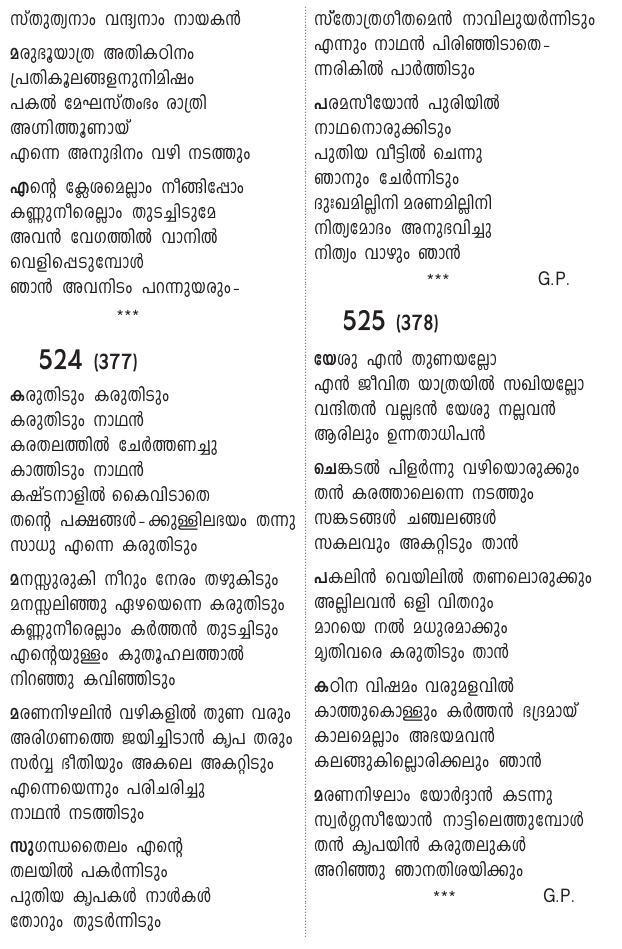 സ്തുത്യനാം വന്ദ്യനാം നായകൻ
മരുഭൂയാത്ര അതികഠിനം
പ്രതികൂലങ്ങളനുനിമിഷം
പകൽ മേഘസ്തംഭം രാത്രി
അഗ്നിത്തൂണായ്
എന്നെ അനുദിനം വഴി നടത്തും
എന്റെ ക്ലേശമെല്ലാം നീങ്ങിപ്പോം
കണ്ണുനീരെല്ലാം തുടച്ചിടുമേ
അവൻ വേഗത്തിൽ വാനിൽ
വെളിപ്പെടുമ്പോൾ
ഞാൻ അവനിടം പറന്നുയരും-
***
524 (377)
കരുതിടും കരുതിടും
കരുതിടും നാഥൻ
കരതലത്തിൽ ചേർത്തണച്ചു
കാത്തിടും നാഥൻ
കഷ്ടനാളിൽ കൈവിടാതെ
തന്റെ പക്ഷങ്ങൾ-ക്കുള്ളിലഭയം തന്നു
സാധു എന്നെ കരുതിടും
മനസ്സുരുകി നീറും നേരം തഴുകിടും
മനസ്സലിഞ്ഞു ഏഴയെന്നെ കരുതിടും
കണ്ണുനീരെല്ലാം കർത്തൻ തുടച്ചിടും
എന്റെയുള്ളം കുതൂഹലത്താൽ
നിറഞ്ഞു കവിഞ്ഞിടും
മരണനിഴലിൻ വഴികളിൽ തുണ വരും
അരിഗണത്തെ ജയിച്ചിടാൻ കൃപ തരും
സർവ്വ ഭീതിയും അകലെ അകറ്റിടും
എന്നെയെന്നും പരിചരിച്ചു
നാഥൻ നടത്തിടും
സുഗന്ധതൈലം എന്റെ
തലയിൽ പകർന്നിടും
പുതിയ കൃപകൾ നാൾകൾ
തോറും തുടർന്നിടും
സ്തോത്രഗീതമെൻ നാവിലുയർന്നിടും
എന്നും നാഥൻ പിരിഞ്ഞിടാതെ-
ന്നരികിൽ പാർത്തിടും
പരമസീയോൻ പുരിയിൽ
നാഥനൊരുക്കിടും
പുതിയ വീട്ടിൽ ചെന്നു
ഞാനും ചേർന്നിടും
ദുഃഖമില്ലിനി മരണമില്ലിനി
നിത്യമോദം അനുഭവിച്ചു
നിത്യം വാഴും ഞാൻ
*** G.P.
525 (378)
യേശു എൻ തുണയല്ലോ
എൻ ജീവിത യാത്രയിൽ സഖിയല്ലോ
വന്ദിതൻ വല്ലഭൻ യേശു നല്ലവൻ
ആരിലും ഉന്നതാധിപൻ
ചെങ്കടൽ പിളർന്നു വഴിയൊരുക്കും
തൻ കരത്താലെന്നെ നടത്തും
സങ്കടങ്ങൾ ചഞ്ചലങ്ങൾ
സകലവും അകറ്റിടും താൻ
പകലിൻ വെയിലിൽ തണലൊരുക്കും
അല്ലിലവൻ ഒളി വിതറും
മാറയെ നൽ മധുരമാക്കും
മൃതിവരെ കരുതിടും താൻ
കഠിന വിഷമം വരുമളവിൽ
കാത്തുകൊള്ളും കർത്തൻ ഭദ്രമായ്
കാലമെല്ലാം അഭയമവൻ
കലങ്ങുകില്ലൊരിക്കലും ഞാൻ
മരണനിഴലാം യോർദ്ദാൻ കടന്നു
സ്വർഗ്ഗസീയോൻ നാട്ടിലെത്തുമ്പോൾ
തൻ കൃപയിൻ കരുതലുകൾ
അറിഞ്ഞു ഞാനതിശയിക്കും
*** G.P.